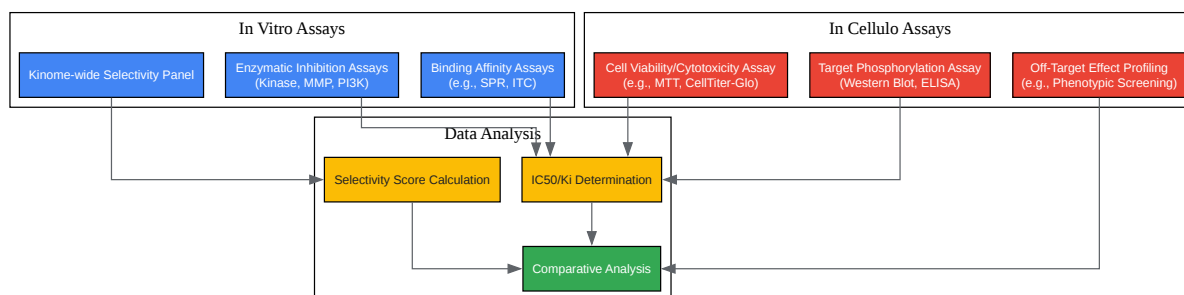 In Vitro Assays
Kinome-wide Selectivity Panel
Enzymatic Inhibition Assays
(Kinase, MMP, PI3K)
Binding Affinity Assays
(e.g., SPR, ITC)
In Cellulo Assays
Cell Viability/Cytotoxicity Assay
(e.g., MTT, CellTiter-Glo)
Target Phosphorylation Assay
(Western Blot, ELISA)
Off-Target Effect Profiling
(e.g., Phenotypic Screening)
Data Analysis
Selectivity Score Calculation
IC50/Ki Determination
Comparative Analysis